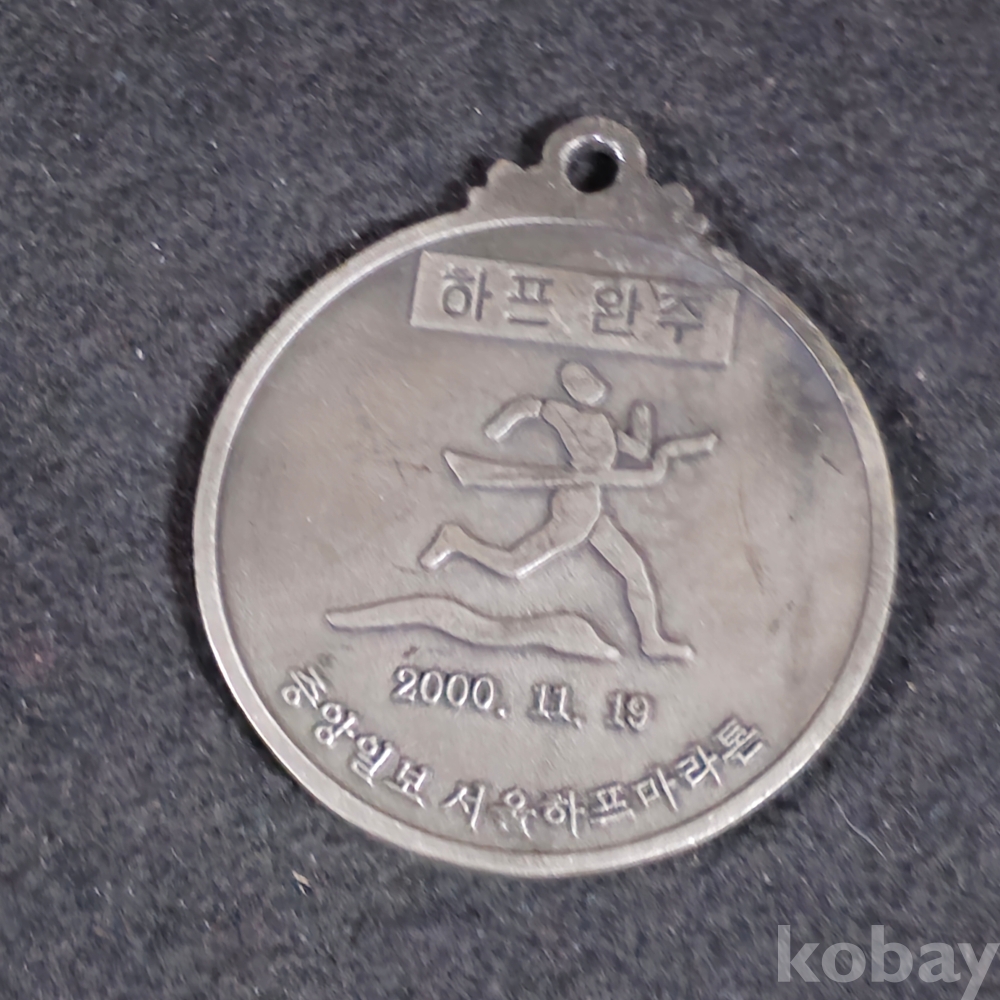 하프 완주
2000. 11. 19
중앙일보 서울하프마라톤
kobay